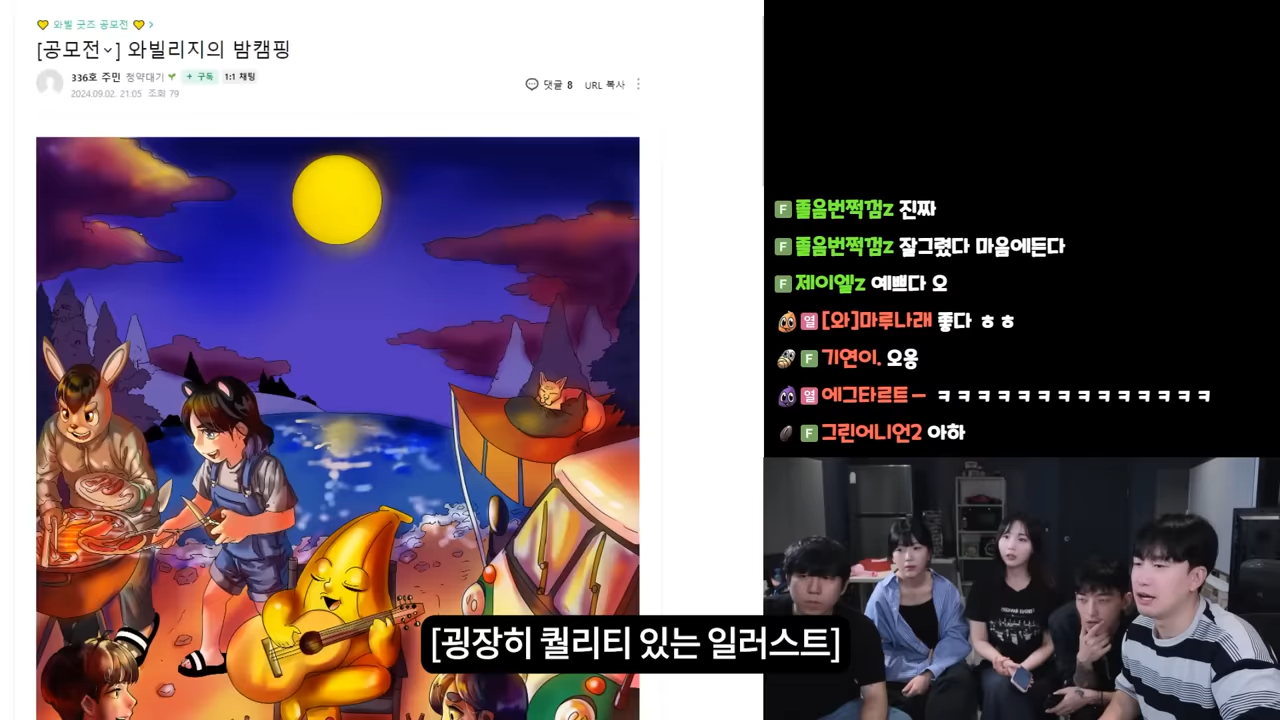 와빌 굿즈 공모전
[공모전] 와빌리지의 밤캠핑
336호 주민 청약대기 + 구독 1:1 채팅
2024.09.02. 21:05 조회 79
댓글 8 URL 복사
F 졸음번쩍껌z 진짜
F 졸음번쩍껌z 잘그렸다 마음에든다
F 제이엘z 예쁘다 오
열 [와]마루나래 좋다 ㅎㅎ
F 기연이. 오옹
열 에그타르트ㅡ ㅋㅋㅋㅋㅋㅋㅋㅋㅋㅋㅋㅋㅋㅋ
F 그린어니언2 아하
[굉장히 퀄리티 있는 일러스트]